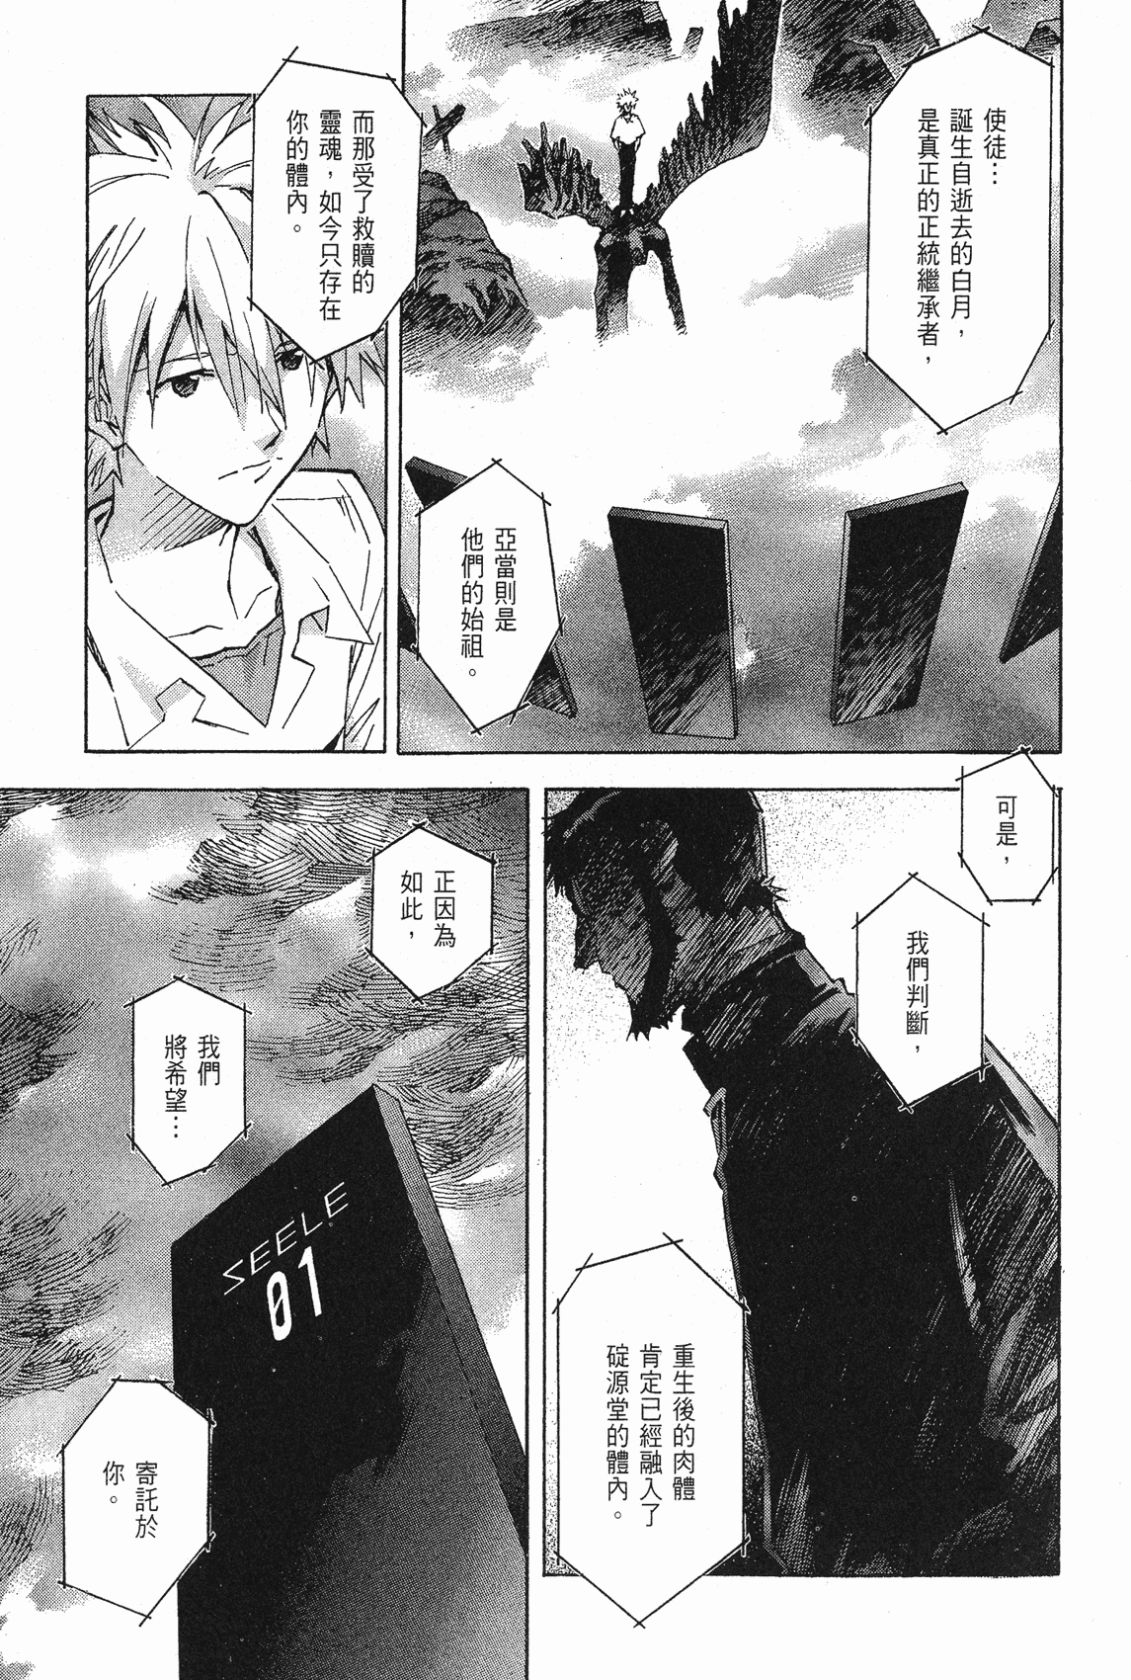 使徒…
誕生自逝去的白月，
是真正的正統繼承者，
亞當則是
他們的始祖。
而那受了救贖的
靈魂，如今只存在
你的體內。
可是，
我們判斷，
重生後的肉體
肯定已經融入了
碇源堂的體內。
正因為
如此，
我們
將希望…
SEELE
01
寄託於
你。